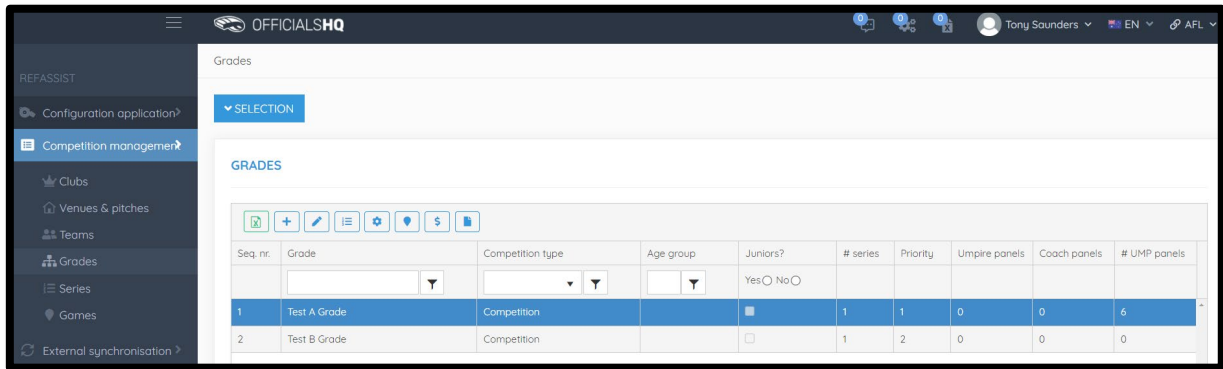 OFFICIALSHQ
0 0 0 Tony Saunders EN AFL
REFASSIST
Configuration application
Competition management
Clubs
Venues & pitches
Teams
Grades
Series
Games
External synchronisation
Grades
SELECTION
GRADES
Seq. nr. Grade Competition type Age group Juniors? # series Priority Umpire panels Coach panels # UMP panels
Yes No
1 Test A Grade Competition 1 1 0 0 6
2 Test B Grade Competition 1 2 0 0 0